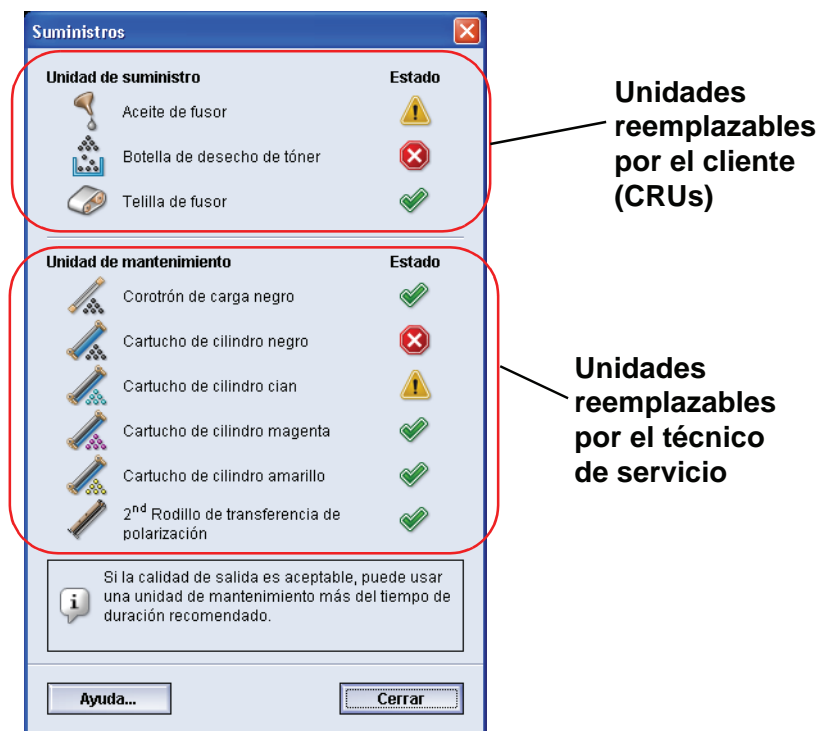 Suministros
Unidad de suministro Estado
Aceite de fusor
Botella de desecho de tóner
Telilla de fusor
Unidad de mantenimiento Estado
Corotrón de carga negro
Cartucho de cilindro negro
Cartucho de cilindro cian
Cartucho de cilindro magenta
Cartucho de cilindro amarillo
2nd Rodillo de transferencia de
polarización
Si la calidad de salida es aceptable, puede usar
una unidad de mantenimiento más del tiempo de
duración recomendado.
Ayuda... Cerrar
Unidades
reemplazables
por el cliente
(CRUs)
Unidades
reemplazables
por el técnico
de servicio